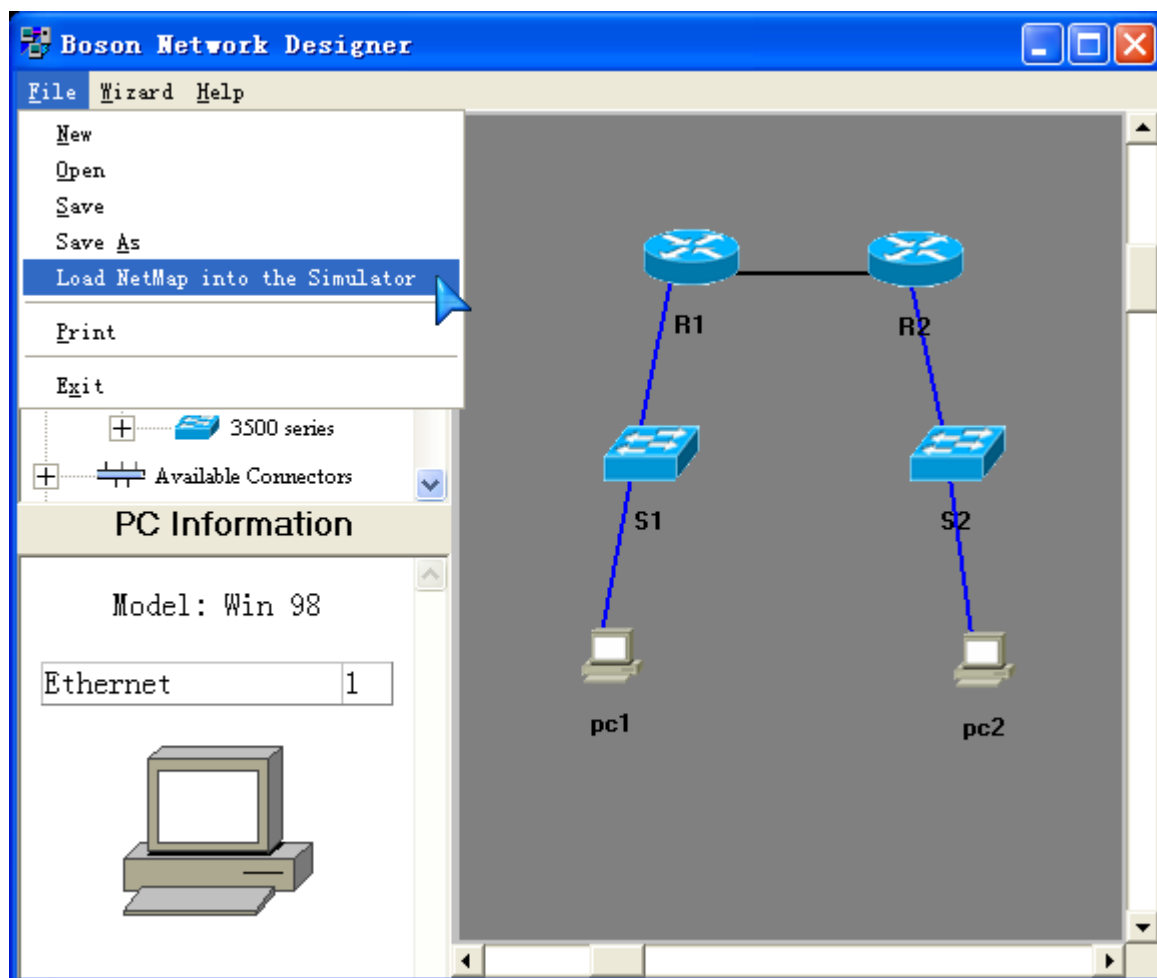 Boson Network Designer
File Wizard Help
New
Open
Save
Save As
Load NetMap into the Simulator
Print
Exit
3500 series
Available Connectors
PC Information
Model: Win 98
Ethernet 1
R1
R2
S1
S2
pc1
pc2